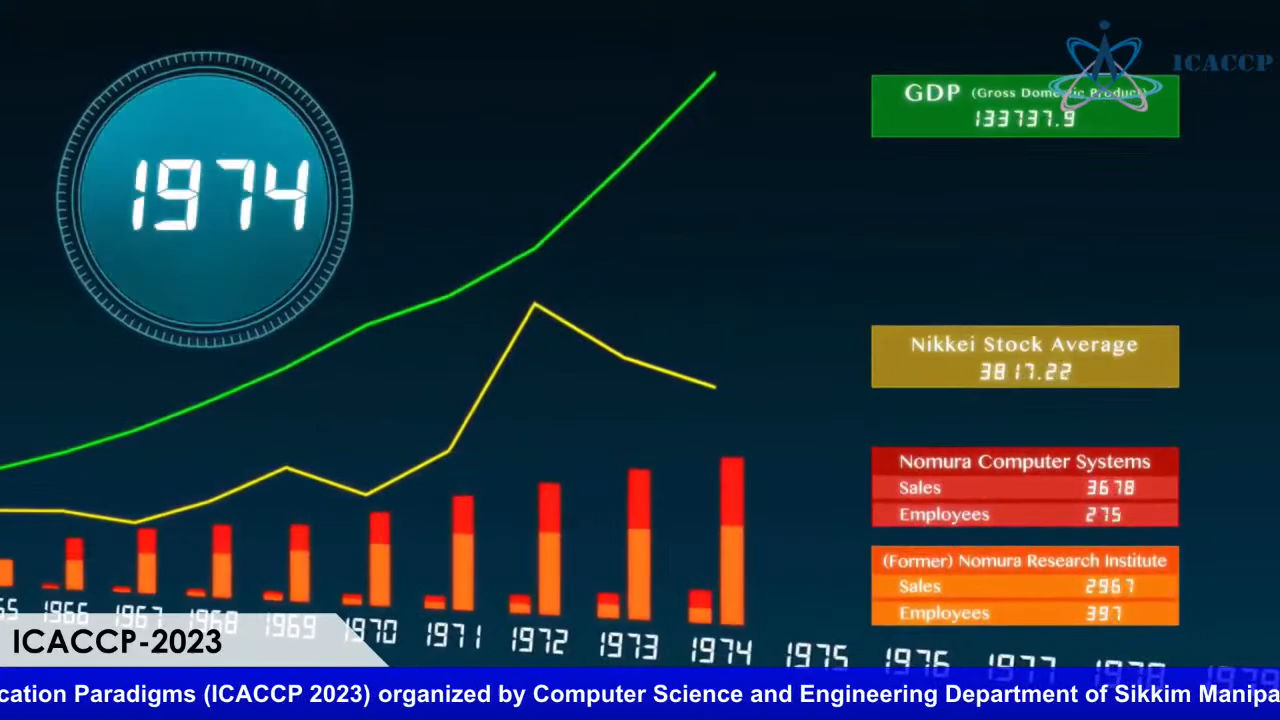 1974
ICACCP
GDP (Gross Domestic Product)
133737.9
Nikkei Stock Average
3817.22
Nomura Computer Systems
Sales 3678
Employees 275
(Former) Nomura Research Institute
Sales 2967
Employees 397
1966 1967 1968 1969 1970 1971 1972 1973 1974 1975 1976 1977 1978 1979
ICACCP-2023
cation Paradigms (ICACCP 2023) organized by Computer Science and Engineering Department of Sikkim Manipa